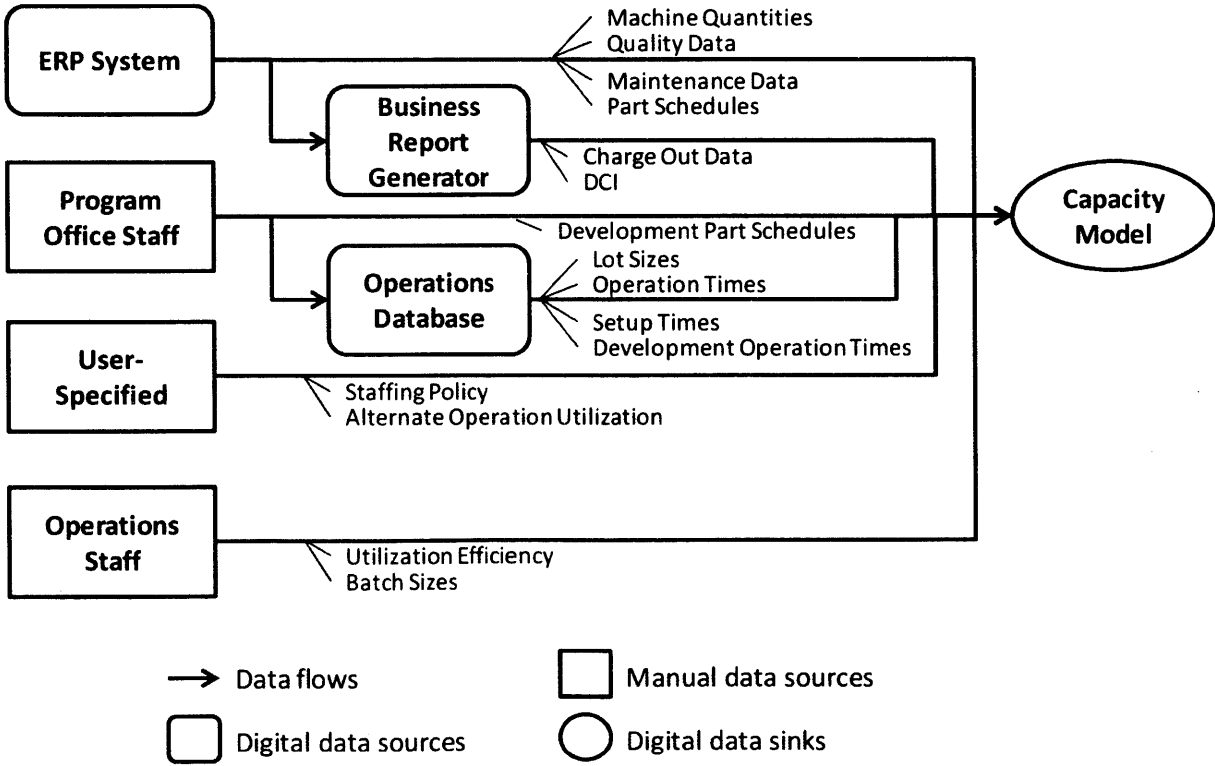 Machine Quantities
Quality Data
ERP System
Maintenance Data
Part Schedules
Business
Report
Generator
Charge Out Data
DCI
Program
Office Staff
Development Part Schedules
Capacity
Model
Lot Sizes
Operation Times
Operations
Database
Setup Times
Development Operation Times
User-
Specified
Staffing Policy
Alternate Operation Utilization
Operations
Staff
Utilization Efficiency
Batch Sizes
Data flows
Manual data sources
Digital data sources
Digital data sinks